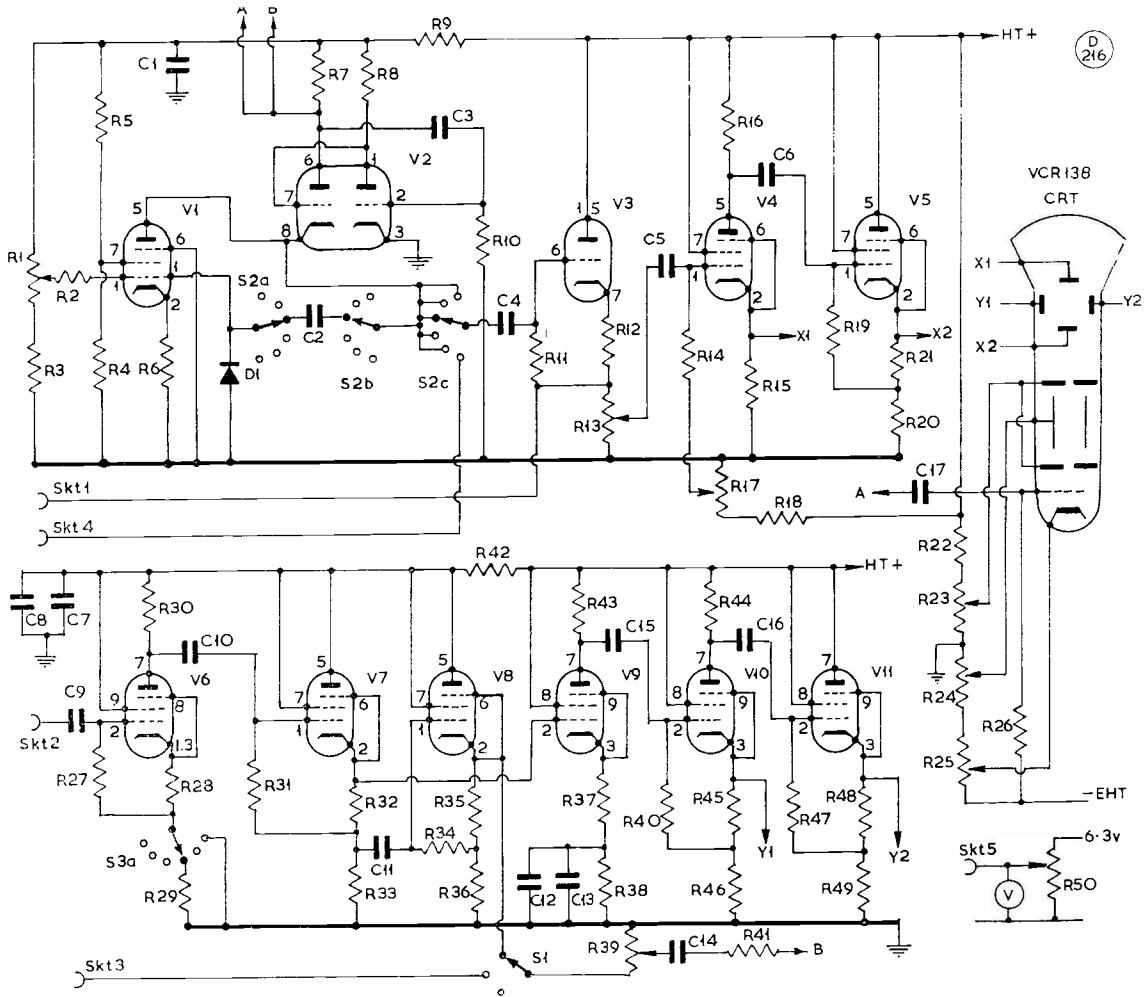 A B
R9 HT+ D 216
C1 R7 R8 R16
R5 C3 C6
6 1 V2 VCR138 CRT
5 V1 7 2 1 5 V3 5 V4 5 V5
7 6 8 3 R10 6 C5 7 6 7 6
R1 R2 1 1 2 C4 7 1 2 1 2
X1 Y1 Y2 X2
S2a C2 R11 R12 R14 X1 R19 X2
R3 R4 R6 D1 S2b S2c R13 R15 R21 R20
Skt1 R17 A C17
Skt4 R18
R42 R22
C8 C7 R30 R43 R44 HT+ R23
C10 C15 C16
7 V6 5 V7 5 V8 7 V9 7 V10 7 V11
C9 9 8 7 6 7 6 8 9 8 9 8 9 R24 R26
Skt2 2 1.3 1 2 1 2 2 3 2 3 2 3
R27 R28 R31 R32 R35 R37 R40 R45 R47 R48 R25
-EHT
S3a C11 R34 Y1 Y2
6·3v
Skt5 V R50
R29 R33 R36 C12 C13 R38 R46 R49
R39 C14 R41 B
Skt3 S1